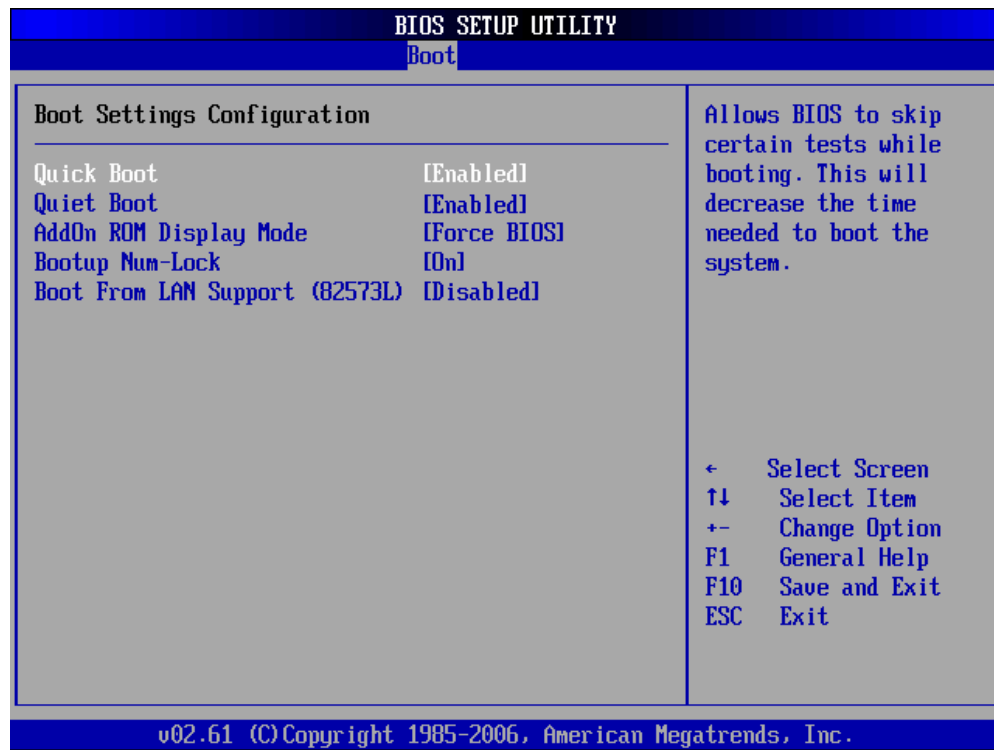 BIOS SETUP UTILITY
Boot
Boot Settings Configuration
Quick Boot [Enabled]
Quiet Boot [Enabled]
AddOn ROM Display Mode [Force BIOS]
Bootup Num-Lock [On]
Boot From LAN Support (82573L) [Disabled]
Allows BIOS to skip
certain tests while
booting. This will
decrease the time
needed to boot the
system.
← Select Screen
↑↓ Select Item
+- Change Option
F1 General Help
F10 Save and Exit
ESC Exit
v02.61 (C)Copyright 1985-2006, American Megatrends, Inc.